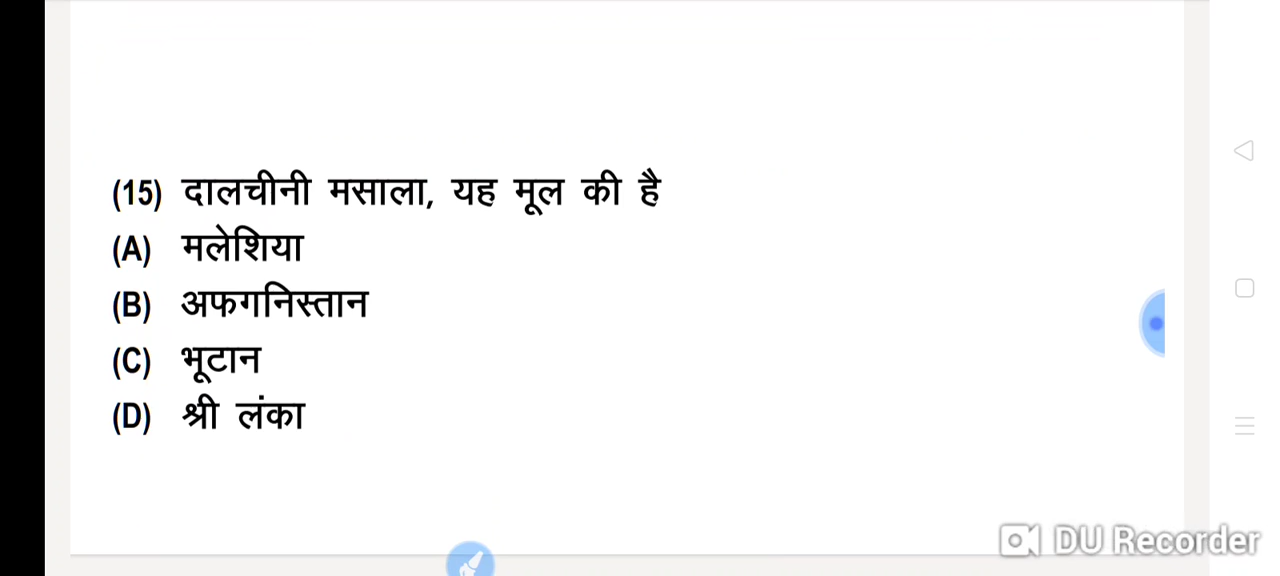 (15) दालचीनी मसाला, यह मूल की है
(A) मलेशिया
(B) अफगनिस्तान
(C) भूटान
(D) श्री लंका
DU Recorder